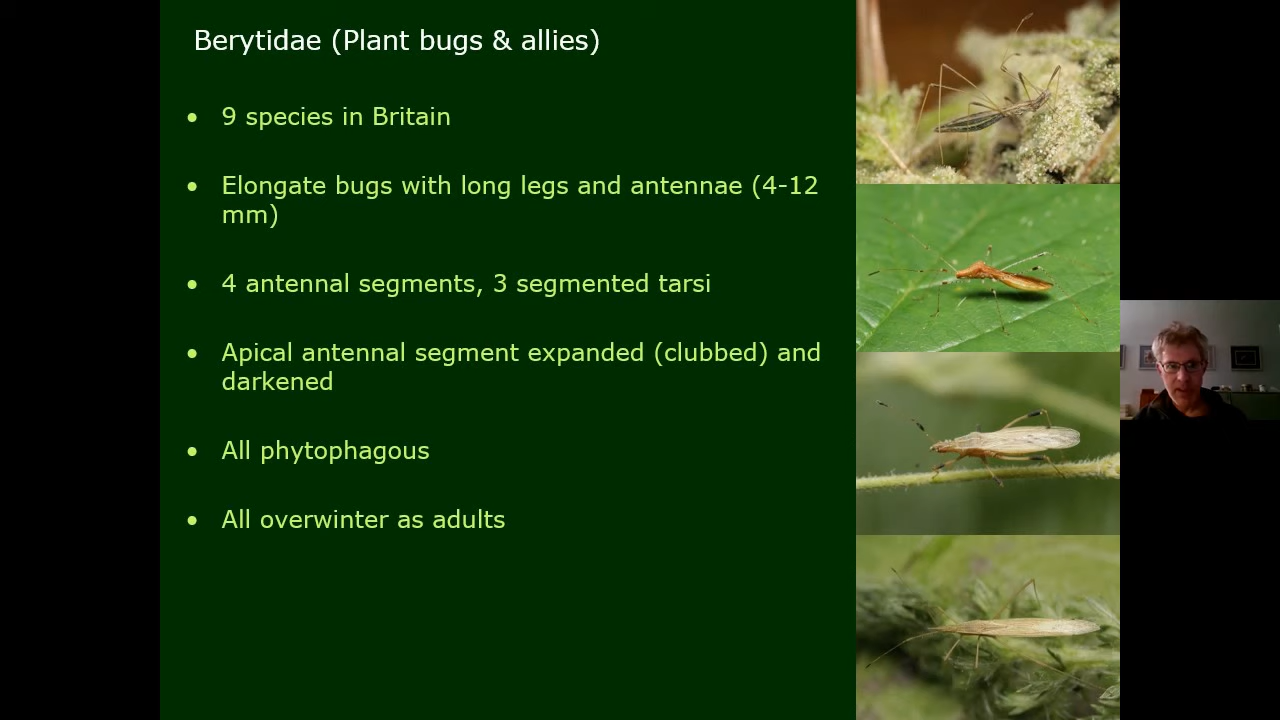 Berytidae (Plant bugs & allies)
• 9 species in Britain
• Elongate bugs with long legs and antennae (4-12
mm)
• 4 antennal segments, 3 segmented tarsi
• Apical antennal segment expanded (clubbed) and
darkened
• All phytophagous
• All overwinter as adults